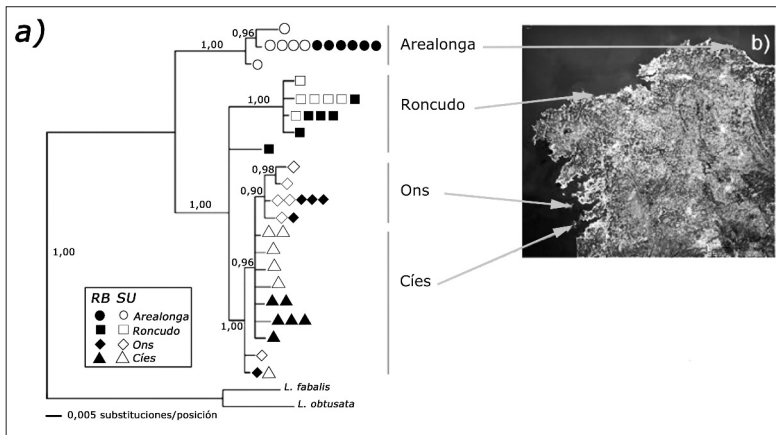 a)
0,96
1,00
Arealonga
b)
1,00
Roncudo
0,98
0,90
Ons
1,00
0,96
Cíes
1,00
1,00
RB SU
Arealonga
Roncudo
Ons
Cíes
L. fabalis
L. obtusata
0,005 substituciones/posición